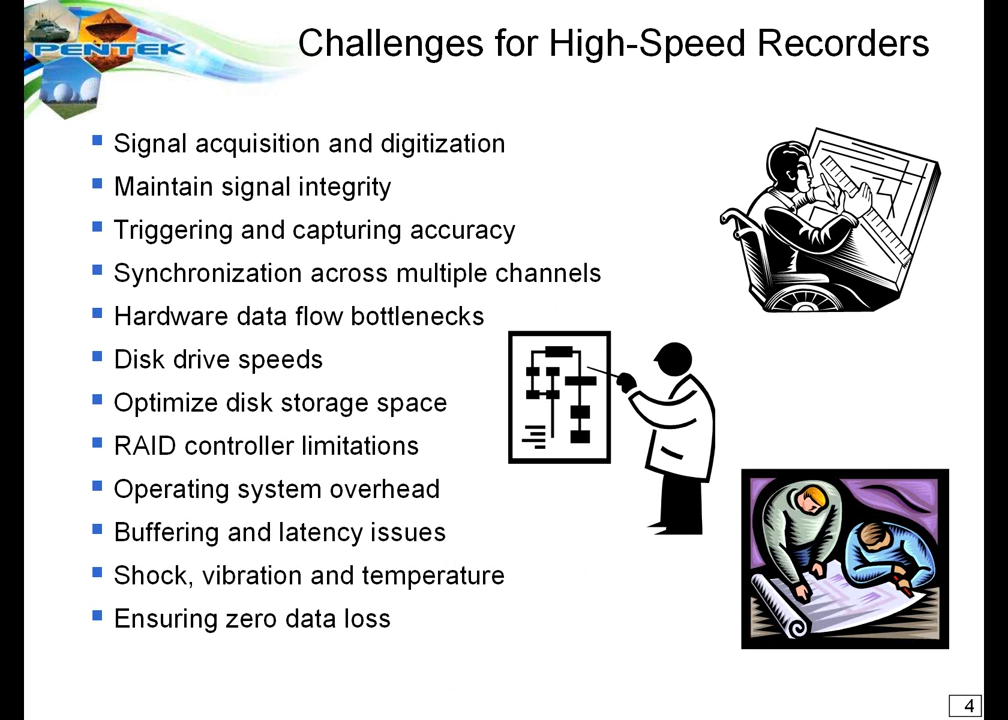 PENTEK
Challenges for High-Speed Recorders
Signal acquisition and digitization
Maintain signal integrity
Triggering and capturing accuracy
Synchronization across multiple channels
Hardware data flow bottlenecks
Disk drive speeds
Optimize disk storage space
RAID controller limitations
Operating system overhead
Buffering and latency issues
Shock, vibration and temperature
Ensuring zero data loss
4